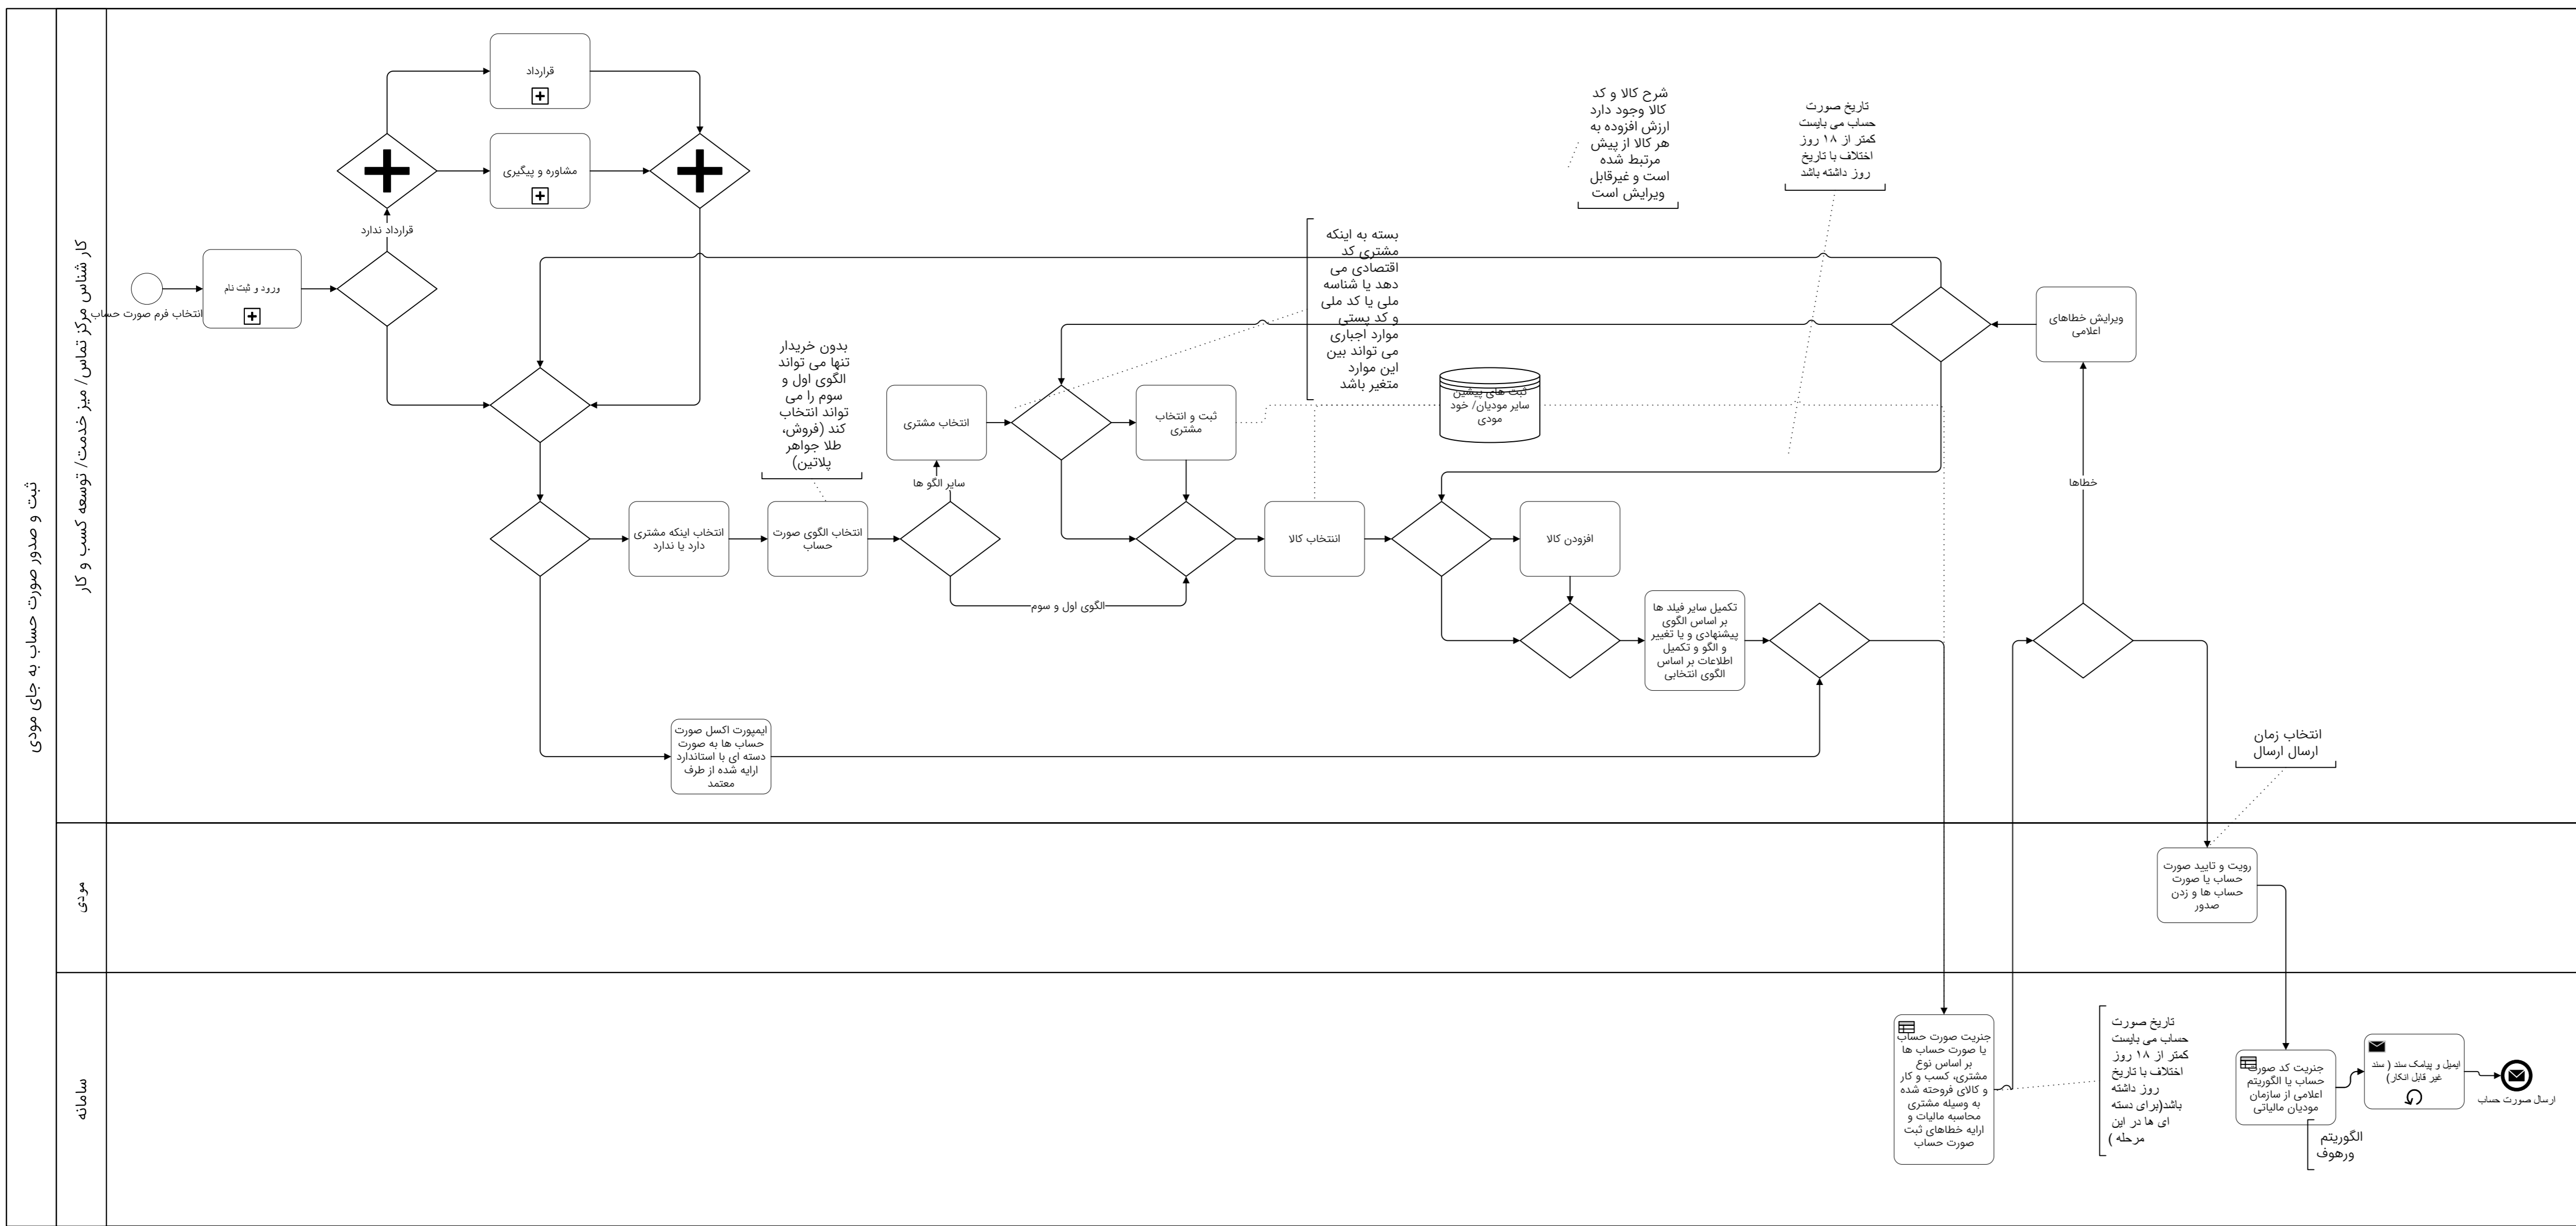 ثبت و صدور صورت حساب به جای مودی
کار شناس مرکز تماس/ میز خدمت/ توسعه کسب و کار
مودی
سامانه
انتخاب فرم صورت حساب
ورود و ثبت نام
قرارداد ندارد
قرارداد
مشاوره و پیگیری
انتخاب اینکه مشتری
دارد یا ندارد
انتخاب الگوی صورت
حساب
بدون خریدار
تنها می تواند
الگوی اول و
سوم را می
تواند انتخاب
کند (فروش،
طلا جواهر
پلاتین)
سایر الگو ها
الگوی اول و سوم
انتخاب مشتری
ثبت و انتخاب
مشتری
بسته به اینکه
مشتری کد
اقتصادی می
دهد یا شناسه
ملی یا کد ملی
و کد پستی
موارد اجباری
می تواند بین
این موارد
متغیر باشد
ثبت های پیشین
سایر مودیان/ خود
مودی
شرح کالا و کد
کالا وجود دارد
ارزش افزوده به
هر کالا از پیش
مرتبط شده
است و غیرقابل
ویرایش است
تاریخ صورت
حساب می بایست
کمتر از ۱۸ روز
اختلاف با تاریخ
روز داشته باشد
اننتخاب کالا
افزودن کالا
تکمیل سایر فیلد ها
بر اساس الگوی
پیشنهادی و یا تغییر
و الگو و تکمیل
اطلاعات بر اساس
الگوی انتخابی
ایمپورت اکسل صورت
حساب ها به صورت
دسته ای با استاندارد
ارایه شده از طرف
معتمد
ویرایش خطاهای
اعلامی
خطاها
انتخاب زمان
ارسال ارسال
رویت و تایید صورت
حساب یا صورت
حساب ها و زدن
صدور
جنریت صورت حساب
یا صورت حساب ها
بر اساس نوع
مشتری، کسب و کار
و کالای فروحته شده
به وسیله مشتری
محاسبه مالیات و
ارایه خطاهای ثبت
صورت حساب
تاریخ صورت
حساب می بایست
کمتر از ۱۸ روز
اختلاف با تاریخ
روز داشته
باشد(برای دسته
ای ها در این
مرحله )
جنریت کد صورت
حساب یا الگوریتم
اعلامی از سازمان
مودیان مالیاتی
الگوریتم
ورهوف
ایمیل و پیامک سند ( سند
غیر قابل انکار)
ارسال صورت حساب